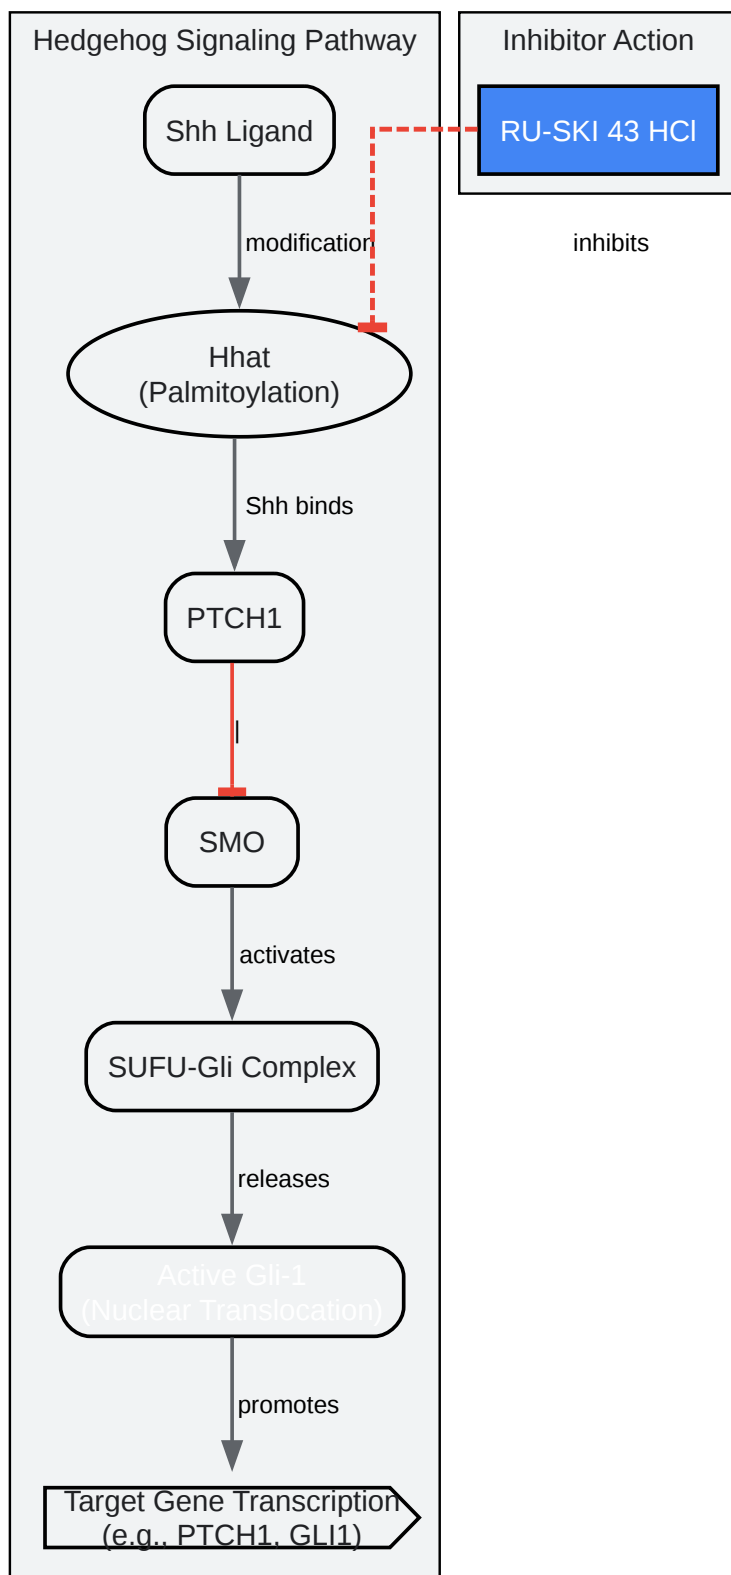 Hedgehog Signaling Pathway
Inhibitor Action
Shh Ligand
RU-SKI 43 HCl
modification
inhibits
Hhat
(Palmitoylation)
Shh binds
PTCH1
|
SMO
activates
SUFU-Gli Complex
releases
Active Gli-1
(Nuclear Translocation)
promotes
Target Gene Transcription
(e.g., PTCH1, GLI1)